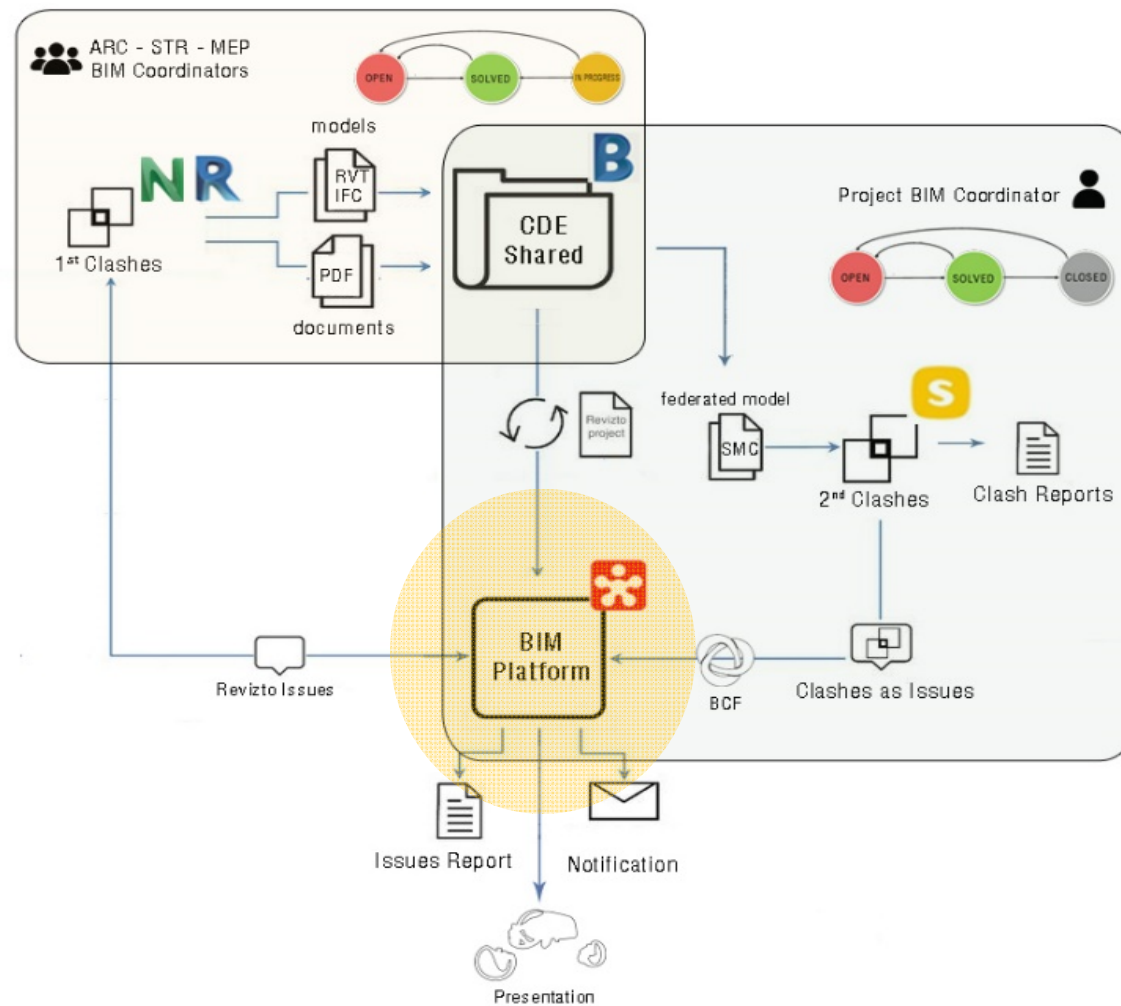 ARC - STR - MEP
BIM Coordinators
OPEN
SOLVED
IN PROGRESS
models
N R
RVT
IFC
B
CDE
Shared
1st Clashes
PDF
documents
Project BIM Coordinator
OPEN
SOLVED
CLOSED
Revizto
project
federated model
SMC
S
2nd Clashes
Clash Reports
BIM
Platform
Revizto Issues
BCF
Clashes as Issues
Issues Report
Notification
Presentation